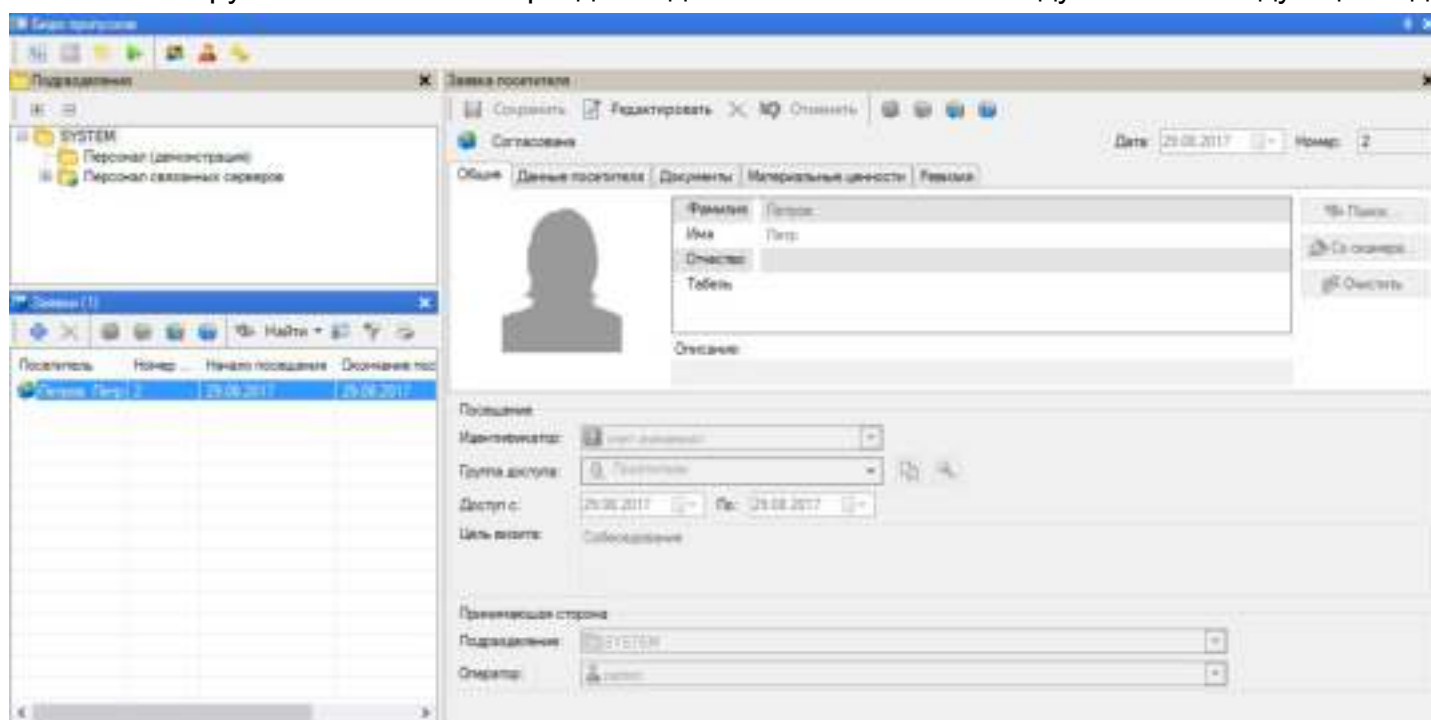 Бюро пропусков
Подразделения
SYSTEM
Персонал (демонстрация)
Персонал связанных серверов
Заявки (1)
Найти
Посетитель Номер ... Начало посещения Окончание пос
Петров Петр 2 29.08.2017 29.08.2017
Заявка посетителя
Сохранить Редактировать Отменить
Согласована Дата: 29.08.2017 Номер: 2
Общие Данные посетителя Документы Материальные ценности Ревизия
Фамилия Петров
Имя Петр
Отчество
Табель
Описание
Поиск...
Со сканера...
Очистить
Посещение
Идентификатор:
Группа доступа: Посетители
Доступ с: 29.08.2017 По: 29.08.2017
Цель визита: Собеседование
Принимающая сторона
Подразделение: SYSTEM
Оператор: